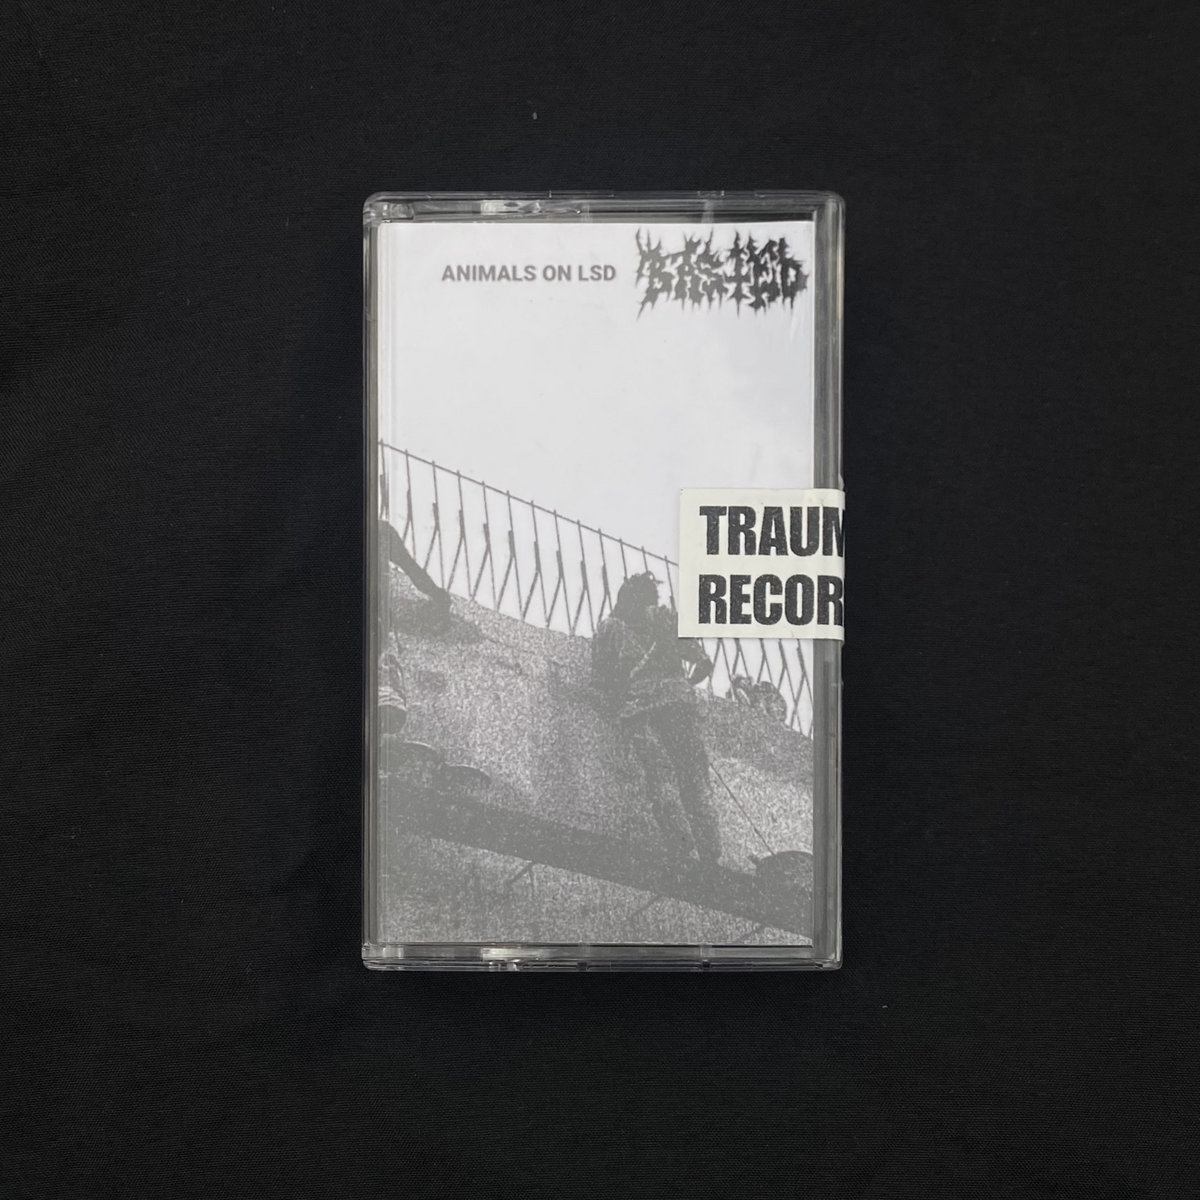 ANIMALS ON LSD
BASTED
TRAUM
RECOR